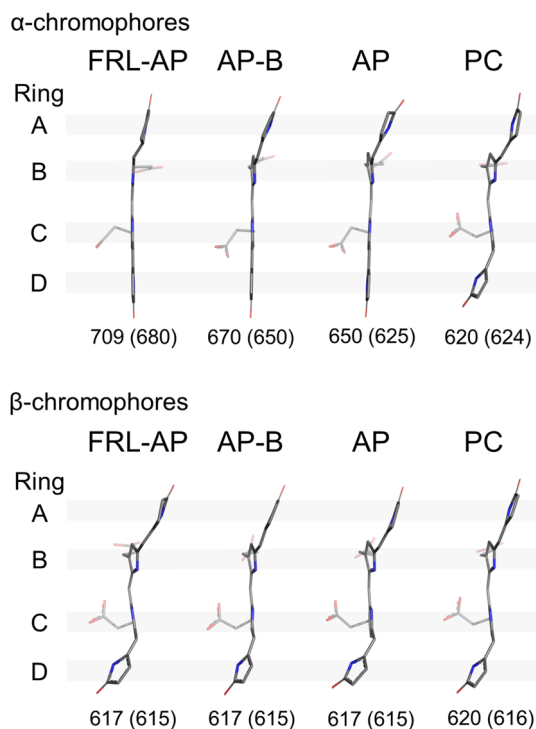 α-chromophores
FRL-AP AP-B AP PC
Ring
A
B
C
D
709 (680) 670 (650) 650 (625) 620 (624)
β-chromophores
FRL-AP AP-B AP PC
Ring
A
B
C
D
617 (615) 617 (615) 617 (615) 620 (616)